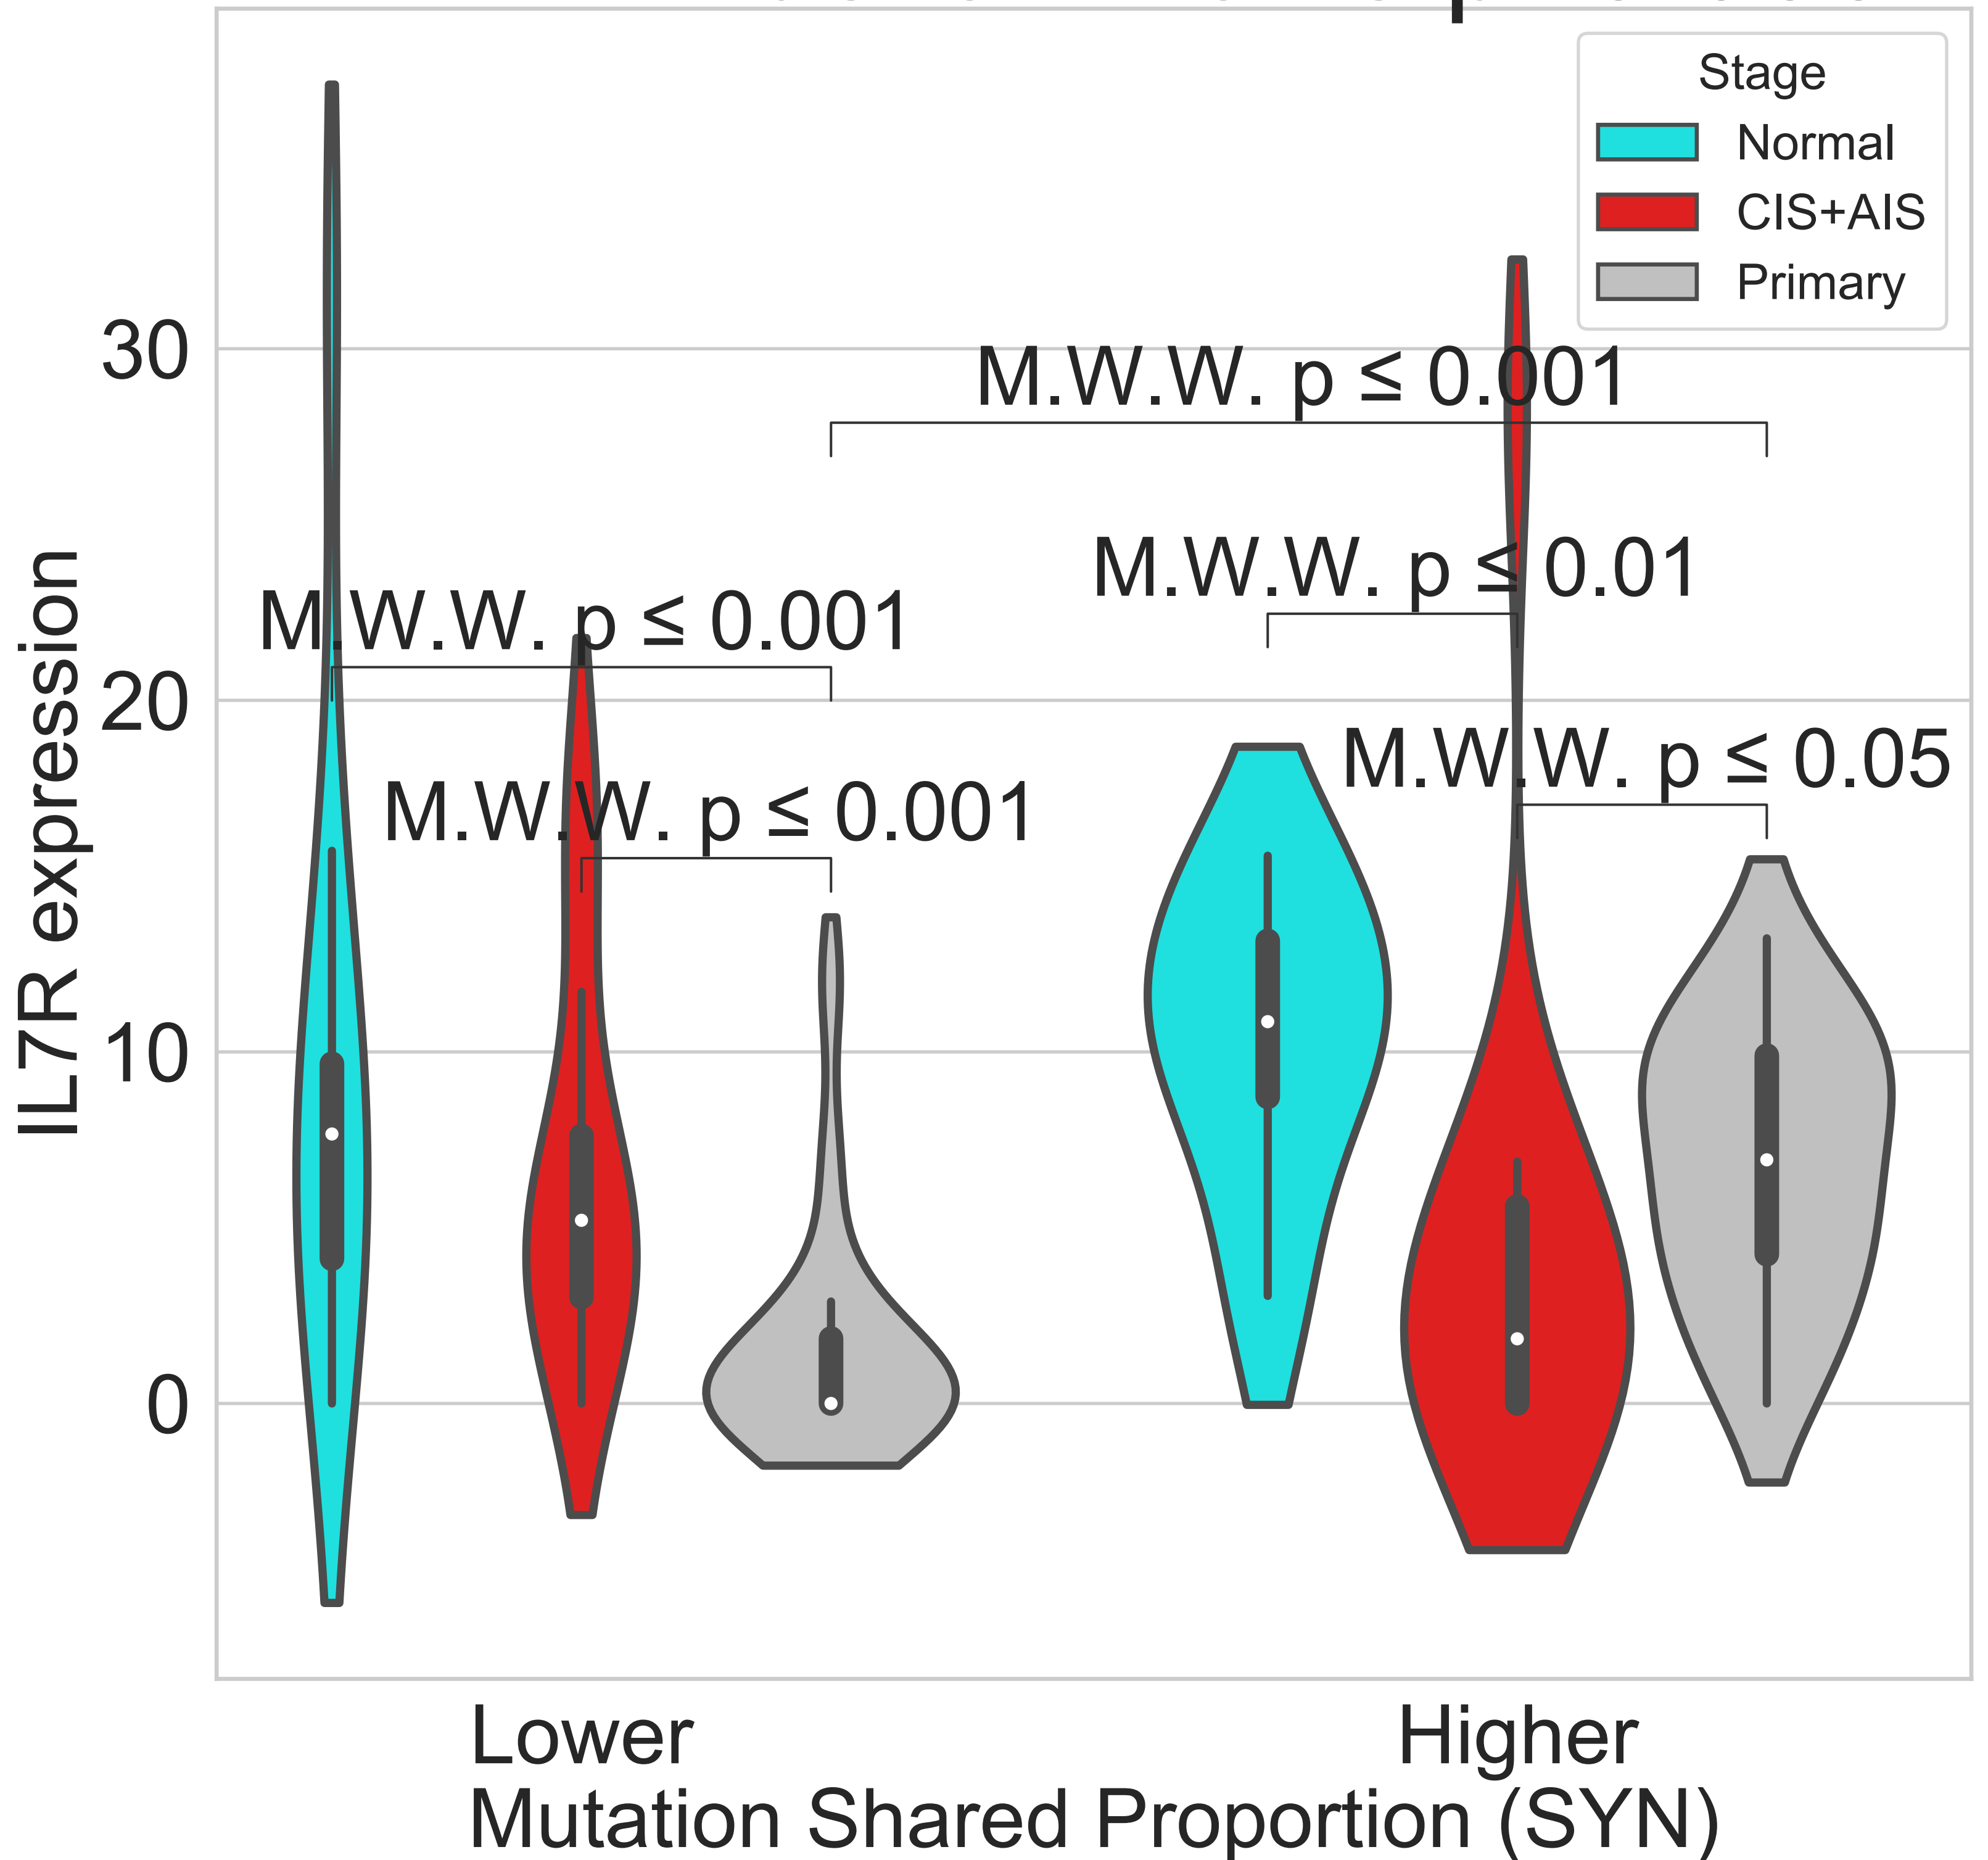 Stage
Normal
CIS+AIS
Primary
IL7R expression
30
20
10
0
M.W.W. p ≤ 0.001
M.W.W. p ≤ 0.01
M.W.W. p ≤ 0.001
M.W.W. p ≤ 0.05
M.W.W. p ≤ 0.001
Lower
Higher
Mutation Shared Proportion (SYN)